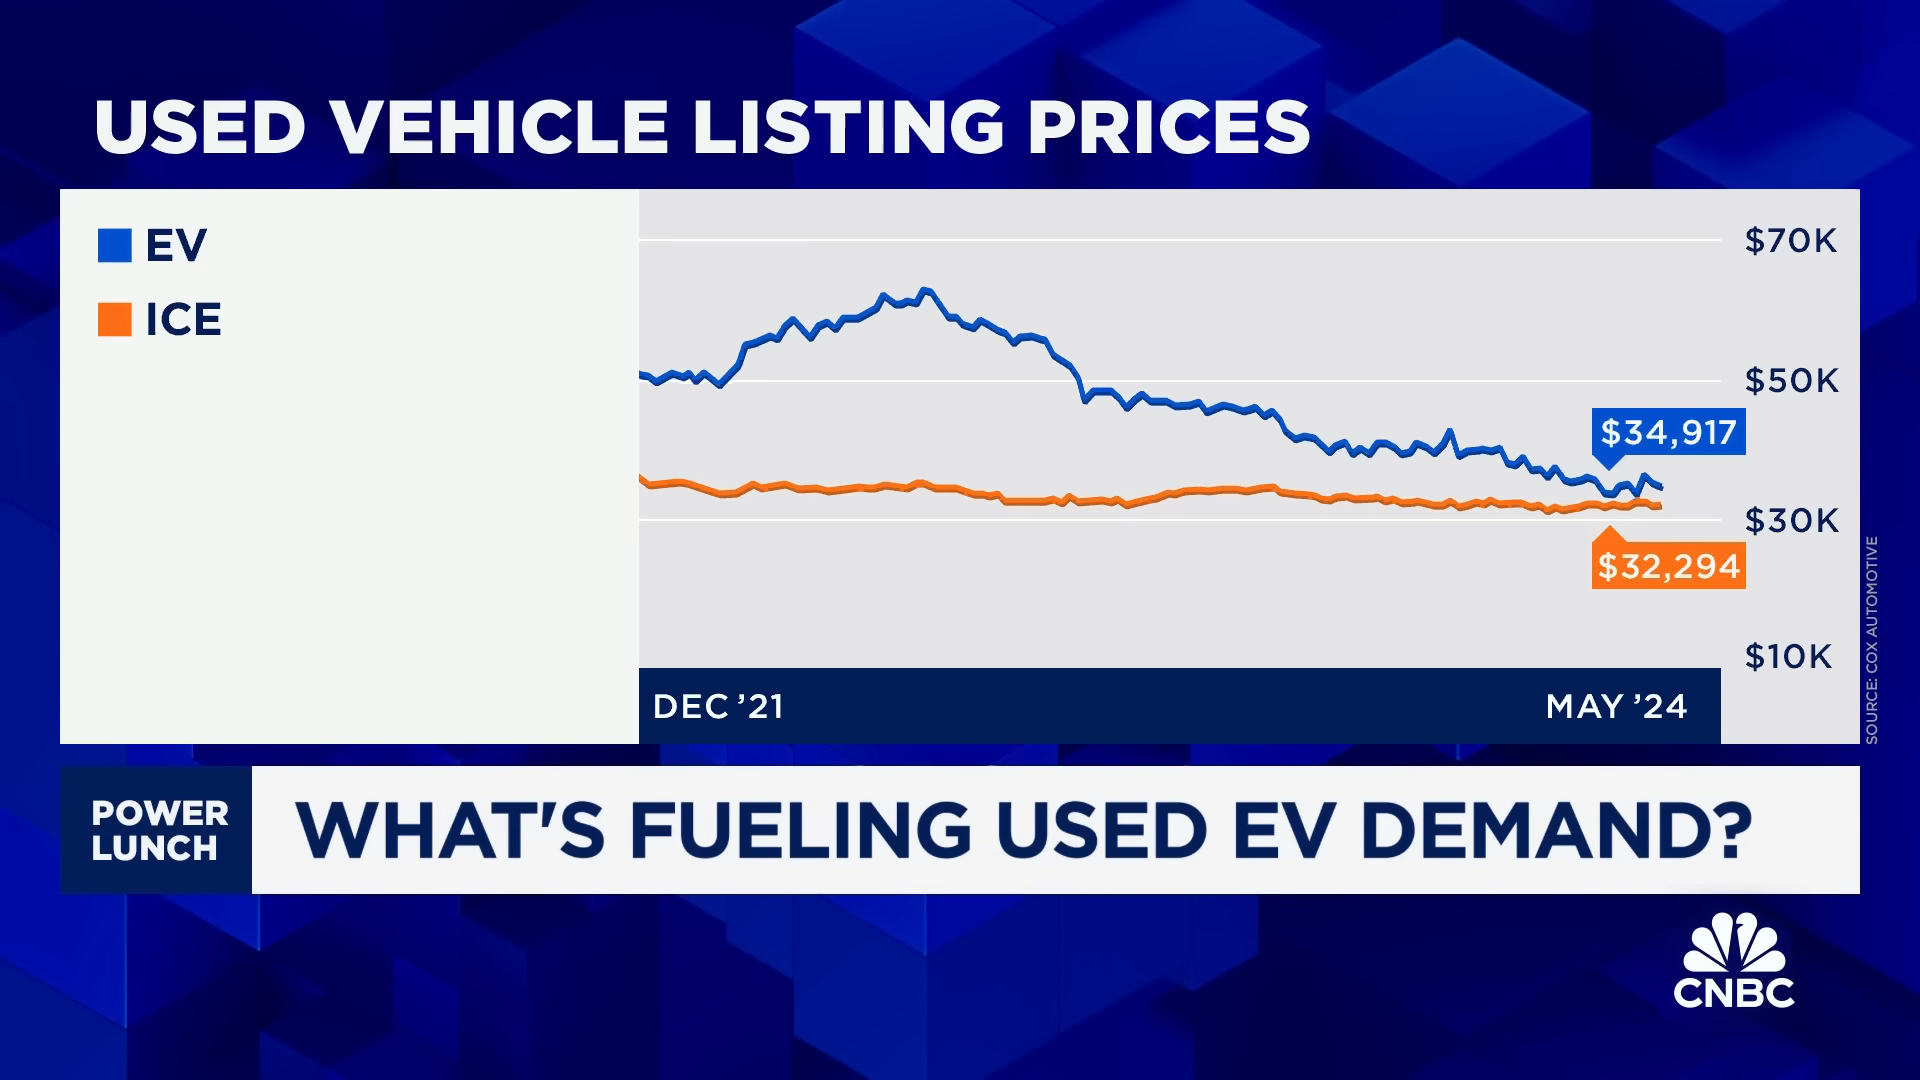 USED VEHICLE LISTING PRICES
EV
ICE
$70K
$50K
$34,917
$30K
$32,294
$10K
DEC ’21
MAY ’24
SOURCE: COX AUTOMOTIVE
POWER
LUNCH
WHAT'S FUELING USED EV DEMAND?
CNBC